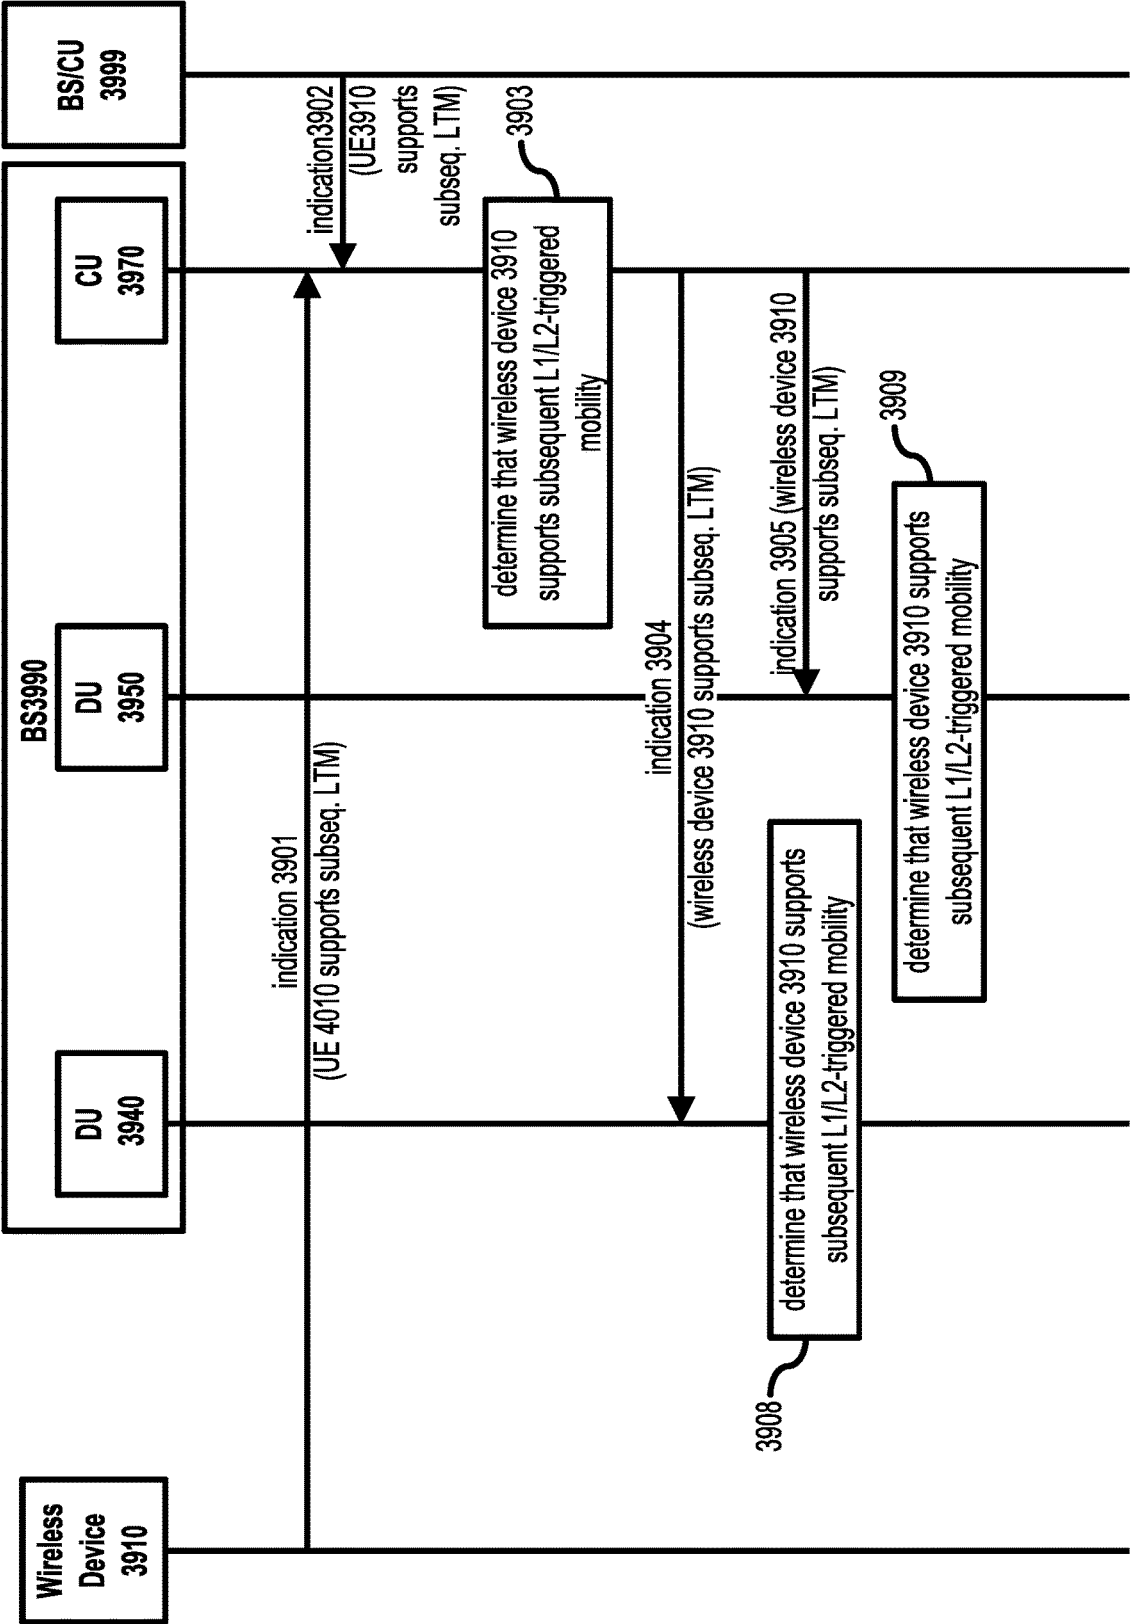 Wireless
Device
3910
BS3990
DU
3940
DU
3950
CU
3970
BS/CU
3999
indication 3901
(UE 4010 supports subseq. LTM)
indication3902
(UE3910
supports
subseq. LTM)
3903
determine that wireless device 3910
supports subsequent L1/L2-triggered
mobility
indication 3904
(wireless device 3910 supports subseq. LTM)
indication 3905 (wireless device 3910
supports subseq. LTM)
3908
determine that wireless device 3910 supports
subsequent L1/L2-triggered mobility
3909
determine that wireless device 3910 supports
subsequent L1/L2-triggered mobility